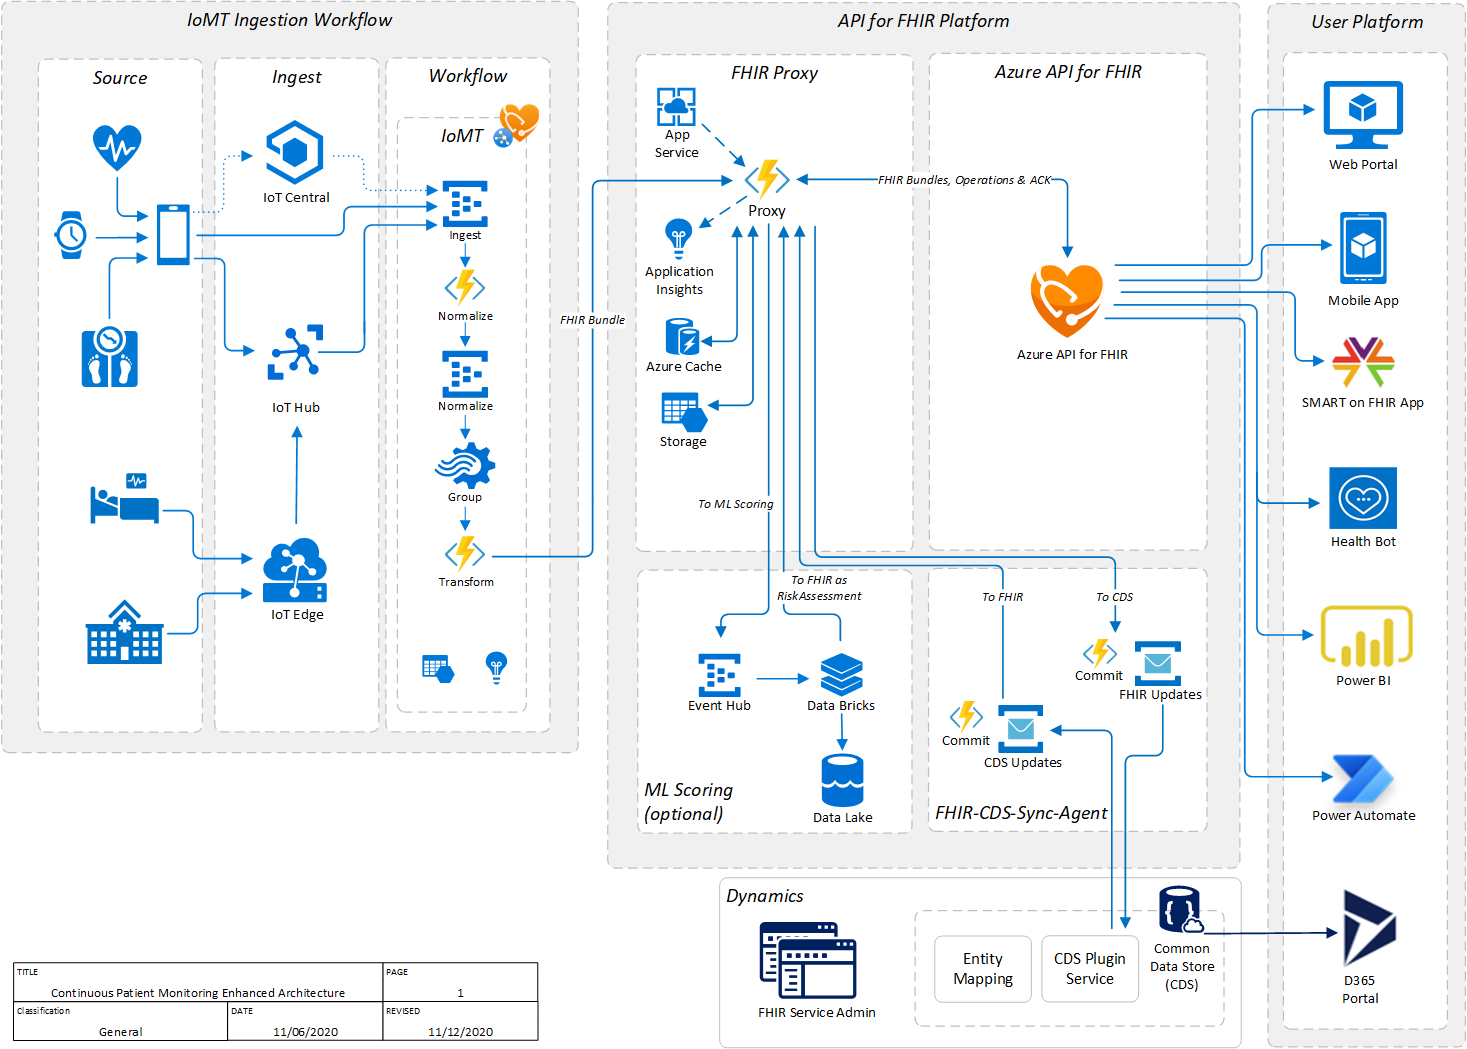 IoMT Ingestion Workflow
Source
Ingest
Workflow
IoMT
IoT Central
Ingest
Normalize
IoT Hub
Normalize
Group
Transform
IoT Edge
FHIR Bundle
API for FHIR Platform
FHIR Proxy
App
Service
Proxy
Application
Insights
Azure Cache
Storage
Azure API for FHIR
FHIR Bundles, Operations & ACK
Azure API for FHIR
To ML Scoring
To FHIR as
RiskAssessment
Event Hub
Data Bricks
Data Lake
ML Scoring
(optional)
To FHIR
To CDS
Commit
FHIR Updates
Commit
CDS Updates
FHIR-CDS-Sync-Agent
Dynamics
FHIR Service Admin
Entity
Mapping
CDS Plugin
Service
Common
Data Store
(CDS)
User Platform
Web Portal
Mobile App
SMART on FHIR App
Health Bot
Power BI
Power Automate
D365
Portal
TITLE
Continuous Patient Monitoring Enhanced Architecture
PAGE
1
Classification
General
DATE
11/06/2020
REVISED
11/12/2020